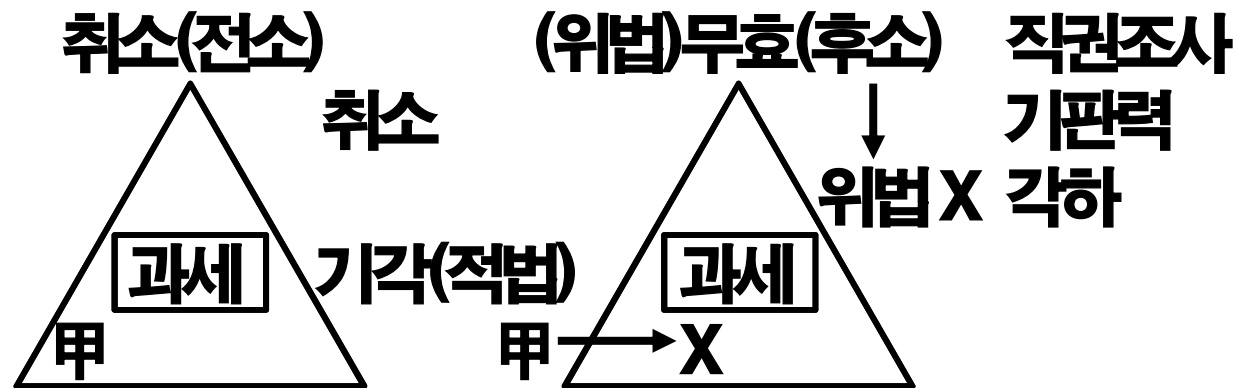 취소(전소)
취소
과세
기각(적법)
甲
(위법)무효(후소)
위법 X
과세
甲 → X
직권조사
기판력
각하